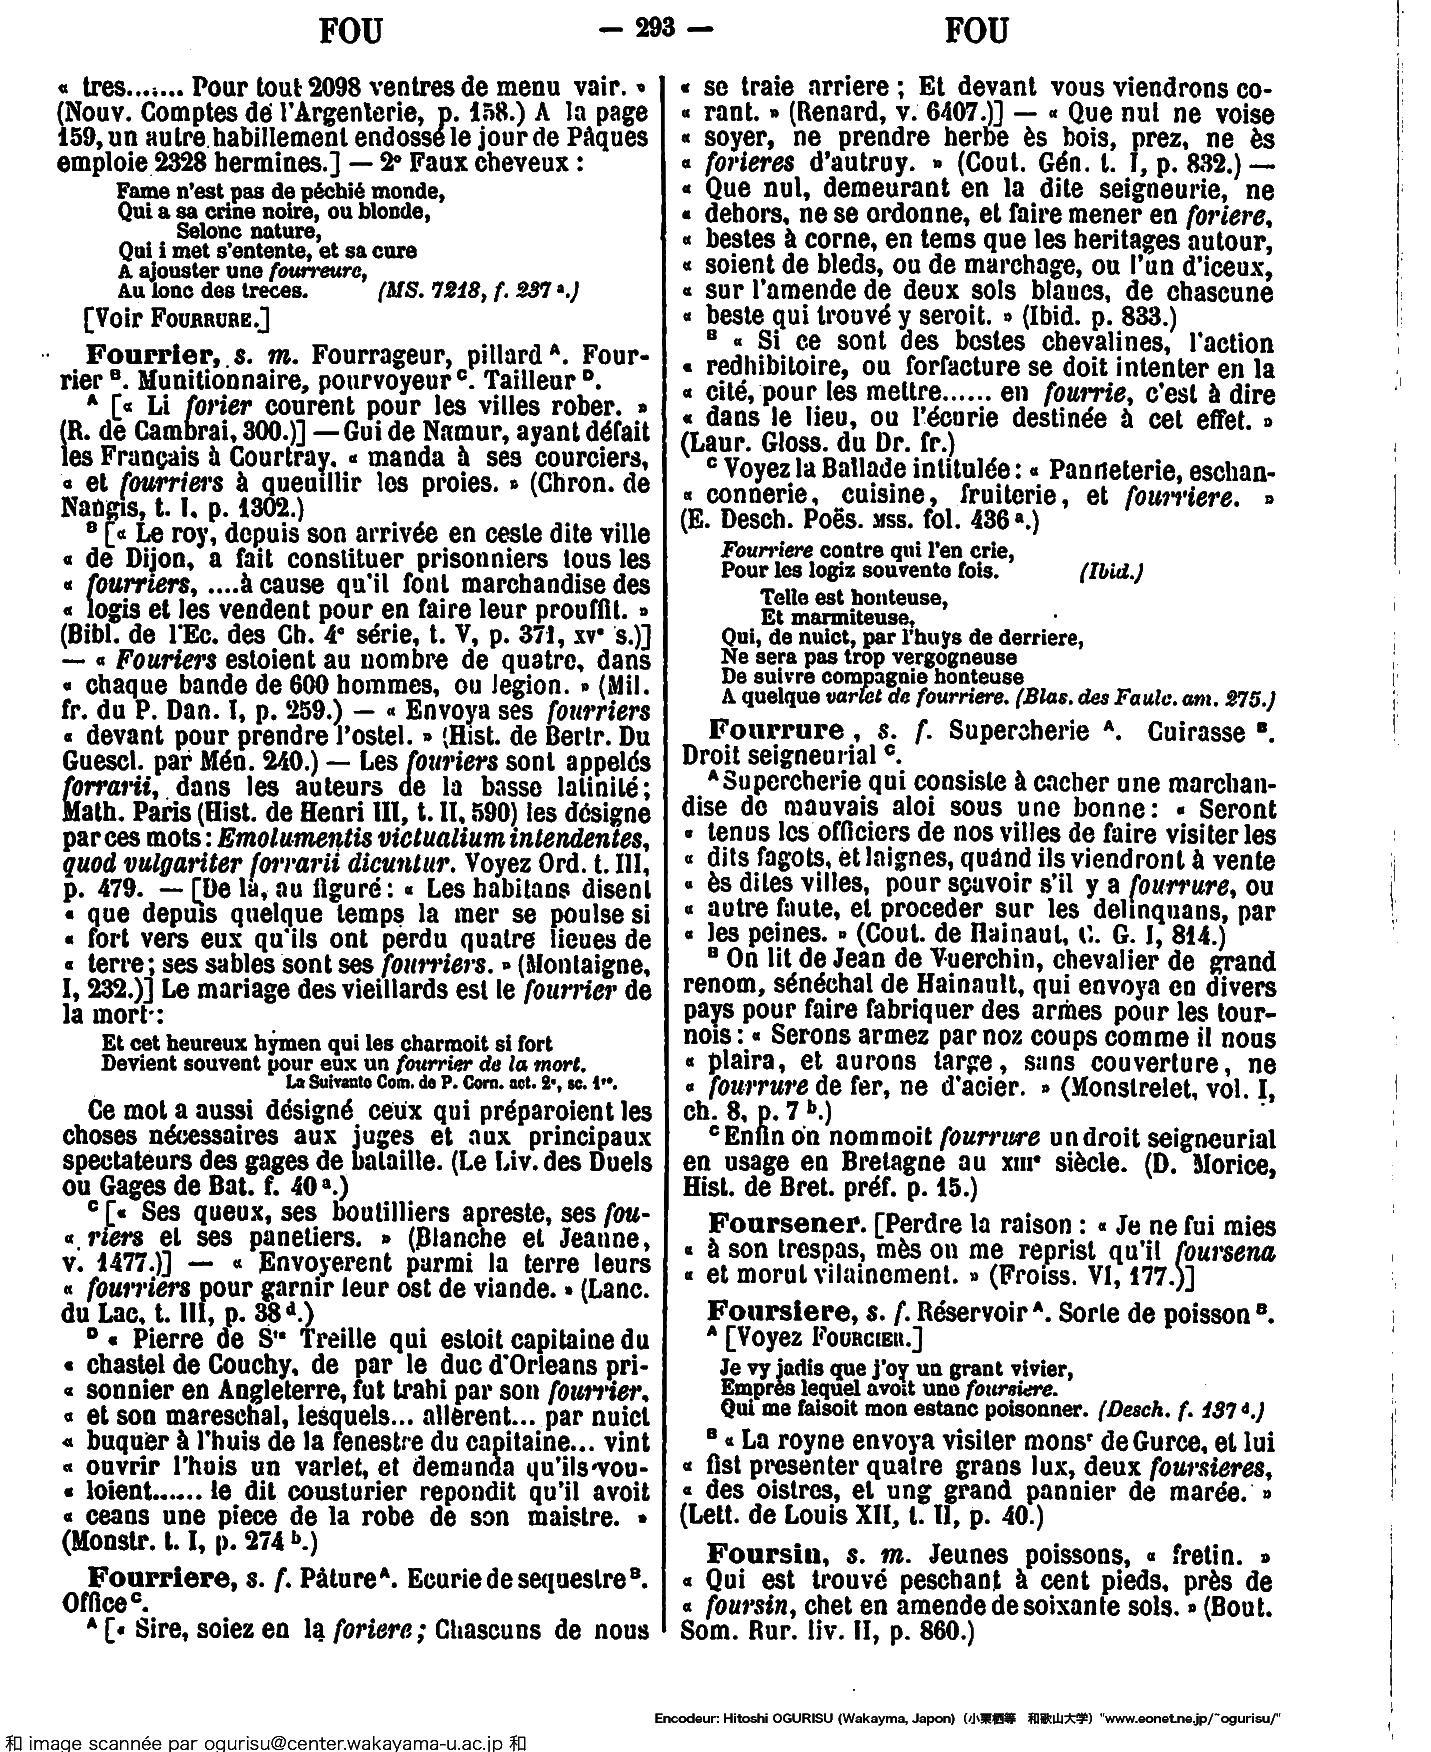 FOU — 293 — FOU
« tres....... Pour tout 2098 ventres de menu vair. »
(Nouv. Comptes de l'Argenterie, p. 158.) A la page
159, un autre habillement endossé le jour de Pâques
emploie 2328 hermines.] — 2° Faux cheveux :
Fame n'est pas de péchié monde,
Qui a sa crine noire, ou blonde,
Selonc nature,
Qui i met s'entente, et sa cure
A ajouster une fourreure,
Au lonc des treces. (MS. 7218, f. 237 a.)
[Voir FOURRURE.]
Fourrier, s. m. Fourrageur, pillard A. Four-
rier B. Munitionnaire, pourvoyeur C. Tailleur D.
A [« Li forier courent pour les villes rober. »
(R. de Cambrai, 300.)] — Gui de Namur, ayant défait
les Français à Courtray, « manda à ses courciers,
« et fourriers à queuillir les proies. » (Chron. de
Nangis, t. I, p. 1302.)
B [« Le roy, depuis son arrivée en ceste dite ville
« de Dijon, a fait constituer prisonniers tous les
« fourriers, ....à cause qu'il font marchandise des
« logis et les vendent pour en faire leur prouffit. »
(Bibl. de l'Ec. des Ch. 4e série, t. V, p. 371, xve s.)]
— « Fouriers estoient au nombre de quatre, dans
« chaque bande de 600 hommes, ou legion. » (Mil.
fr. du P. Dan. I, p. 259.) — « Envoya ses fourriers
« devant pour prendre l'ostel. » (Hist. de Bertr. Du
Guescl. par Mén. 240.) — Les fouriers sont appelés
forrarii, dans les auteurs de la basse latinité;
Math. Paris (Hist. de Henri III, t. II, 590) les désigne
par ces mots : Emolumentis victualium intendentes,
quod vulgariter forrarii dicuntur. Voyez Ord. t. III,
p. 479. — [De là, au figuré : « Les habitans disent
« que depuis quelque temps la mer se poulse si
« fort vers eux qu'ils ont perdu quatre lieues de
« terre; ses sables sont ses fourriers. » (Montaigne,
I, 232.)] Le mariage des vieillards est le fourrier de
la mort :
Et cet heureux hymen qui les charmoit si fort
Devient souvent pour eux un fourrier de la mort.
La Suivante Com. de P. Corn. act. 2e, sc. 1re.
Ce mot a aussi désigné ceux qui préparoient les
choses nécessaires aux juges et aux principaux
spectateurs des gages de bataille. (Le Liv. des Duels
ou Gages de Bat. f. 40 a.)
C [« Ses queux, ses boutilliers apreste, ses fou-
« riers et ses panetiers. » (Blanche et Jeanne,
v. 1477.)] — « Envoyerent parmi la terre leurs
« fourriers pour garnir leur ost de viande. » (Lanc.
du Lac, t. III, p. 38 d.)
D « Pierre de Ste Treille qui estoit capitaine du
« chastel de Couchy, de par le duc d'Orleans pri-
« sonnier en Angleterre, fut trahi par son fourrier,
« et son mareschal, lesquels... allèrent... par nuict
« buquer à l'huis de la fenestre du capitaine... vint
« ouvrir l'huis un varlet, et demanda qu'ils vou-
« loient...... le dit cousturier repondit qu'il avoit
« ceans une piece de la robe de son maistre. »
(Monstr. t. I, p. 274 b.)
Fourriere, s. f. Pâture A. Ecurie de sequestre B.
Office C.
A [« Sire, soiez en la foriere; Chascuns de nous
« se traie arriere ; Et devant vous viendrons co-
« rant. » (Renard, v. 6407.)] — « Que nul ne voise
« soyer, ne prendre herbe ès bois, prez, ne ès
« forieres d'autruy. » (Cout. Gén. t. I, p. 832.) —
« Que nul, demeurant en la dite seigneurie, ne
« dehors, ne se ordonne, et faire mener en foriere,
« bestes à corne, en tems que les heritages autour,
« soient de bleds, ou de marchage, ou l'un d'iceux,
« sur l'amende de deux sols blancs, de chascune
« beste qui trouvé y seroit. » (Ibid. p. 833.)
B « Si ce sont des bestes chevalines, l'action
« redhibitoire, ou forfacture se doit intenter en la
« cité, pour les mettre...... en fourrie, c'est à dire
« dans le lieu, ou l'écurie destinée à cet effet. »
(Laur. Gloss. du Dr. fr.)
C Voyez la Ballade intitulée : « Panneterie, eschan-
« connerie, cuisine, fruiterie, et fourriere. »
(E. Desch. Poës. MSS. fol. 436 a.)
Fourriere contre qui l'en crie,
Pour les logiz souvente fois. (Ibid.)
Telle est honteuse,
Et marmiteuse,
Qui, de nuict, par l'huys de derriere,
Ne sera pas trop vergogneuse
De suivre compagnie honteuse
A quelque varlet de fourriere. (Blas. des Faulc. am. 275.)
Fourrure, s. f. Supercherie A. Cuirasse B.
Droit seigneurial C.
A Supercherie qui consiste à cacher une marchan-
dise de mauvais aloi sous une bonne : « Seront
« tenus les officiers de nos villes de faire visiter les
« dits fagots, et laignes, quand ils viendront à vente
« ès dites villes, pour sçavoir s'il y a fourrure, ou
« autre faute, et proceder sur les delinquans, par
« les peines. » (Cout. de Hainaut, C. G. I, 814.)
B On lit de Jean de Vuerchin, chevalier de grand
renom, sénéchal de Hainault, qui envoya en divers
pays pour faire fabriquer des armes pour les tour-
nois : « Serons armez par noz coups comme il nous
« plaira, et aurons targe, sans couverture, ne
« fourrure de fer, ne d'acier. » (Monstrelet, vol. I,
ch. 8, p. 7 b.)
C Enfin on nommoit fourrure un droit seigneurial
en usage en Bretagne au XIIIe siècle. (D. Morice,
Hist. de Bret. préf. p. 15.)
Foursener. [Perdre la raison : « Je ne fui mies
« à son trespas, mès on me reprist qu'il foursena
« et morut vilainement. » (Froiss. VI, 177.)]
Foursiere, s. f. Réservoir A. Sorte de poisson B.
A [Voyez FOURCIER.]
Je vy jadis que j'oy un grant vivier,
Emprès lequel avoit une foursiere.
Qui me faisoit mon estanc poisonner. (Desch. f. 137 d.)
B « La royne envoya visiter monsr de Gurce, et lui
« fist presenter quatre grans lux, deux foursieres,
« des oistres, et ung grand pannier de marée. »
(Lett. de Louis XII, t. II, p. 40.)
Foursin, s. m. Jeunes poissons, « fretin. »
« Qui est trouvé peschant à cent pieds, près de
« foursin, chet en amende de soixante sols. » (Bout.
Som. Rur. liv. II, p. 860.)
Encodeur: Hitoshi OGURISU (Wakayma, Japon) (小栗栖等 和歌山大学) "www.eonet.ne.jp/~ogurisu/"
和 image scannée par ogurisu@center.wakayama-u.ac.jp 和